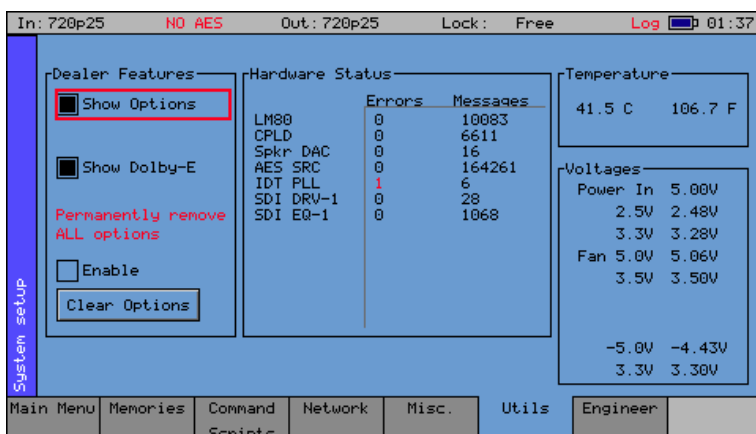 In: 720p25 NO AES Out: 720p25 Lock: Free Log 01:37
System setup
Dealer Features
Show Options
Show Dolby-E
Permanently remove
ALL options
Enable
Clear Options
Hardware Status
Errors Messages
LM80 0 10083
CPLD 0 6611
Spkr DAC 0 16
AES SRC 0 164261
IDT PLL 1 6
SDI DRV-1 0 28
SDI EQ-1 0 1068
Temperature
41.5 C 106.7 F
Voltages
Power In 5.00V
2.5V 2.48V
3.3V 3.28V
Fan 5.0V 5.06V
3.5V 3.50V
-5.0V -4.43V
3.3V 3.30V
Main Menu Memories Command Scripts Network Misc. Utils Engineer